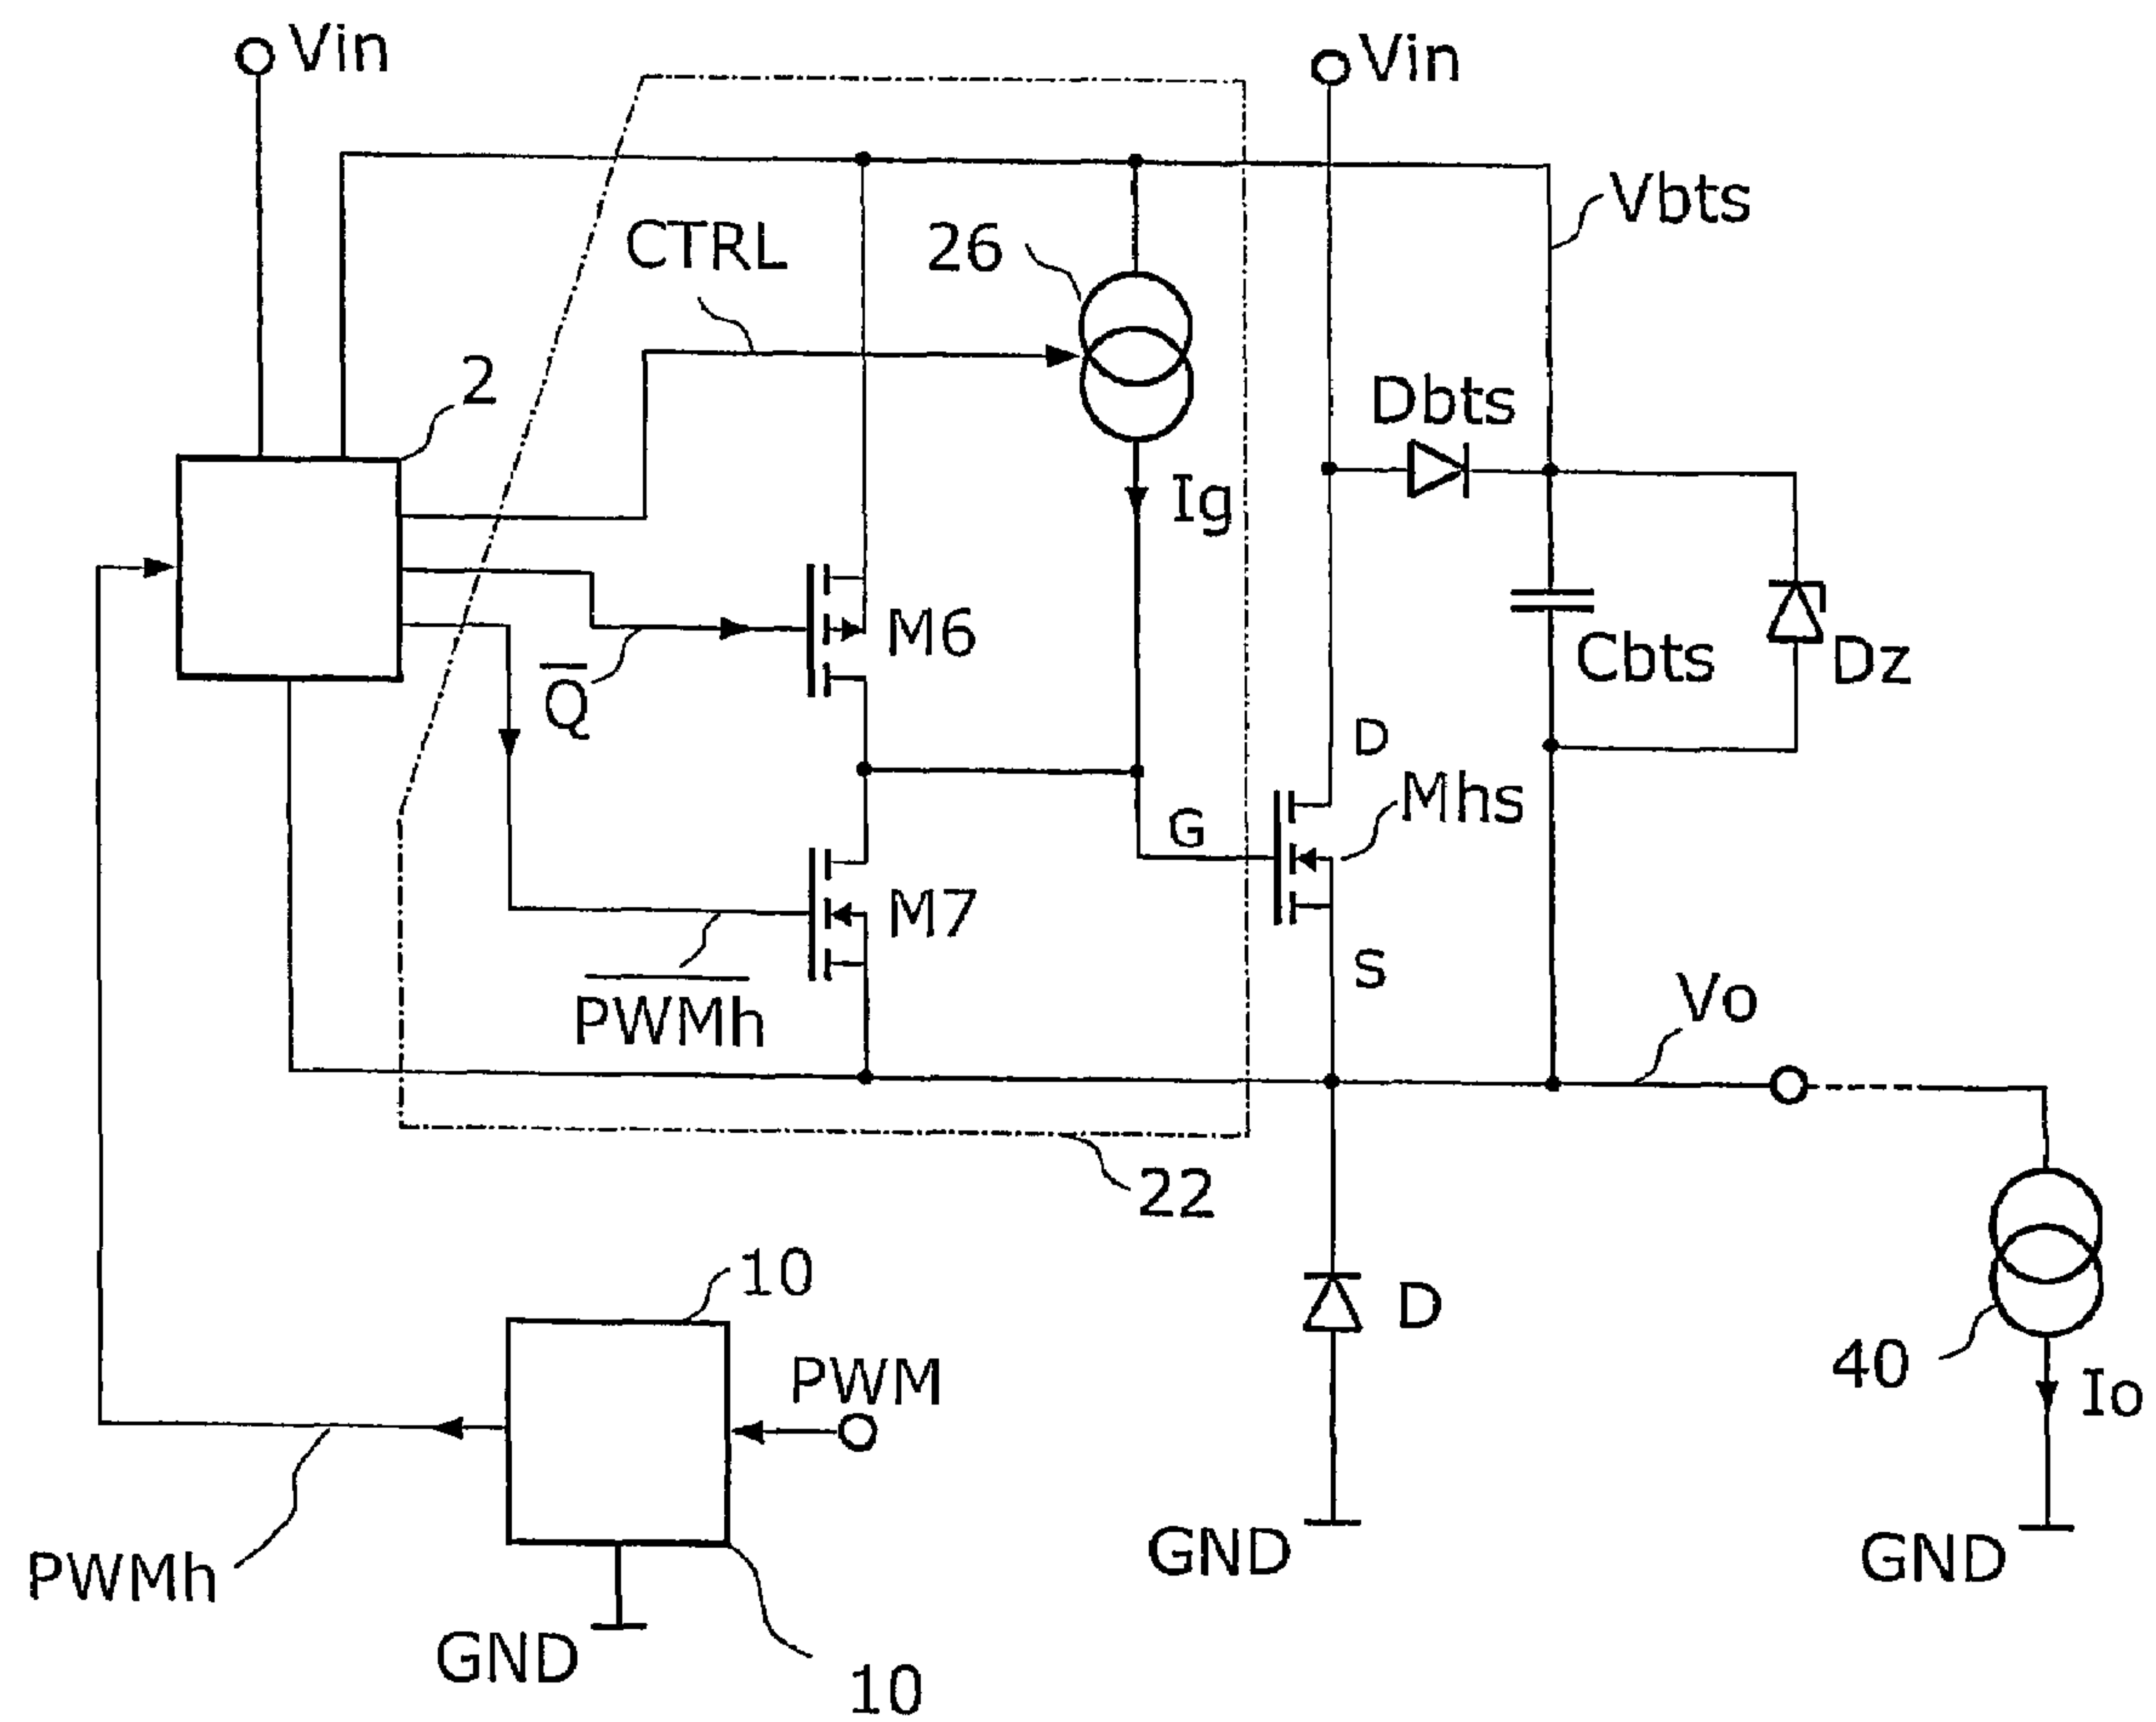 Vin
Vin
Vbts
CTRL
26
2
Dbts
Ig
M6
Cbts
Dz
Q̅
D
Mhs
G
M7
S
Vo
P̅W̅M̅h̅
22
10
D
PWM
40
Io
GND
GND
PWMh
GND
10